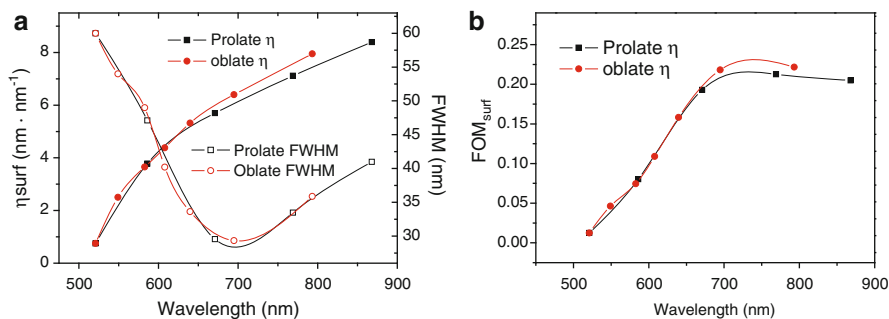 a
Prolate η
oblate η
Prolate FWHM
Oblate FWHM
ηsurf (nm · nm⁻¹)
0
2
4
6
8
FWHM (nm)
60
55
50
45
40
35
30
500
600
700
800
900
Wavelength (nm)
b
Prolate η
oblate η
FOMsurf
0.25
0.20
0.15
0.10
0.05
0.00
400
500
600
700
800
900
Wavelength (nm)